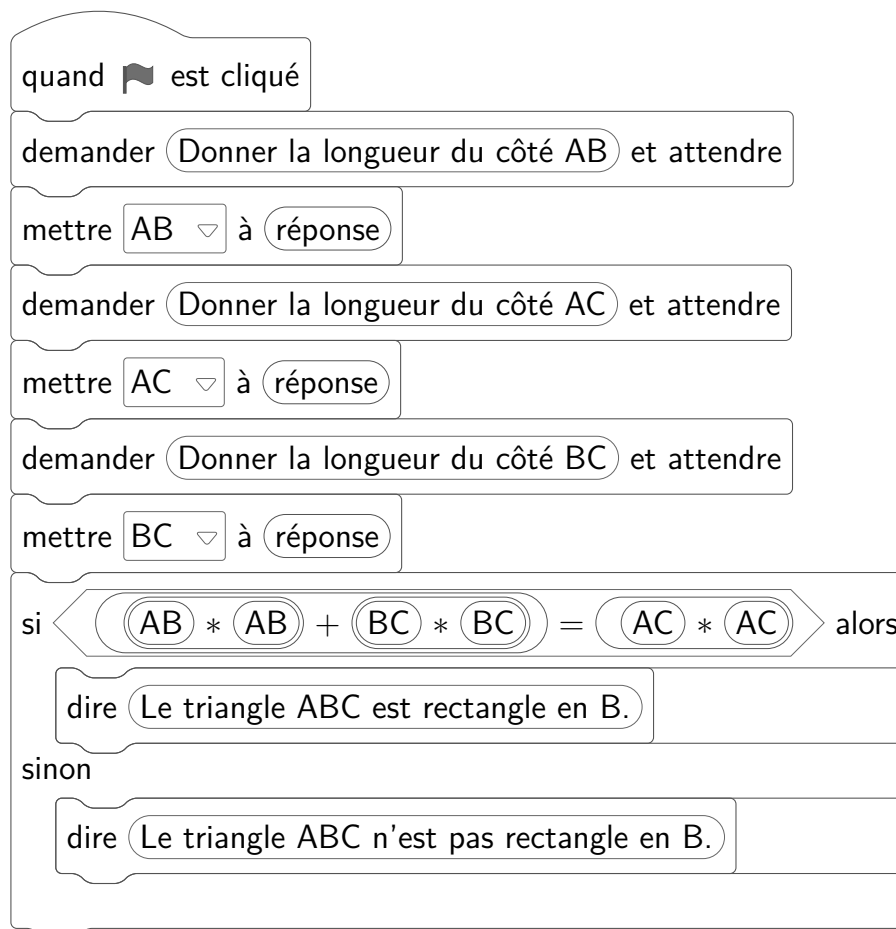 quand est cliqué
demander Donner la longueur du côté AB et attendre
mettre AB à réponse
demander Donner la longueur du côté AC et attendre
mettre AC à réponse
demander Donner la longueur du côté BC et attendre
mettre BC à réponse
si AB * AB + BC * BC = AC * AC alors
dire Le triangle ABC est rectangle en B.
sinon
dire Le triangle ABC n'est pas rectangle en B.